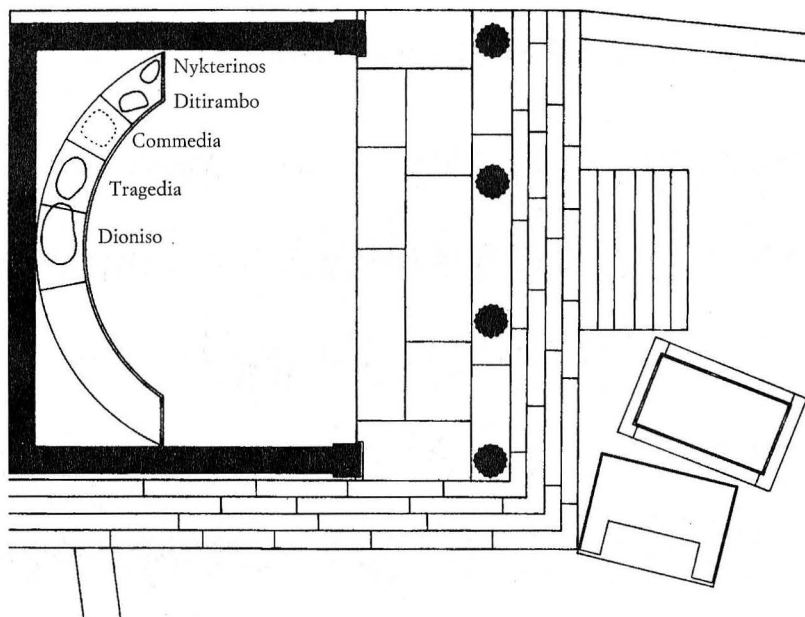 Nykterinos
Ditirambo
Commedia
Tragedia
Dioniso